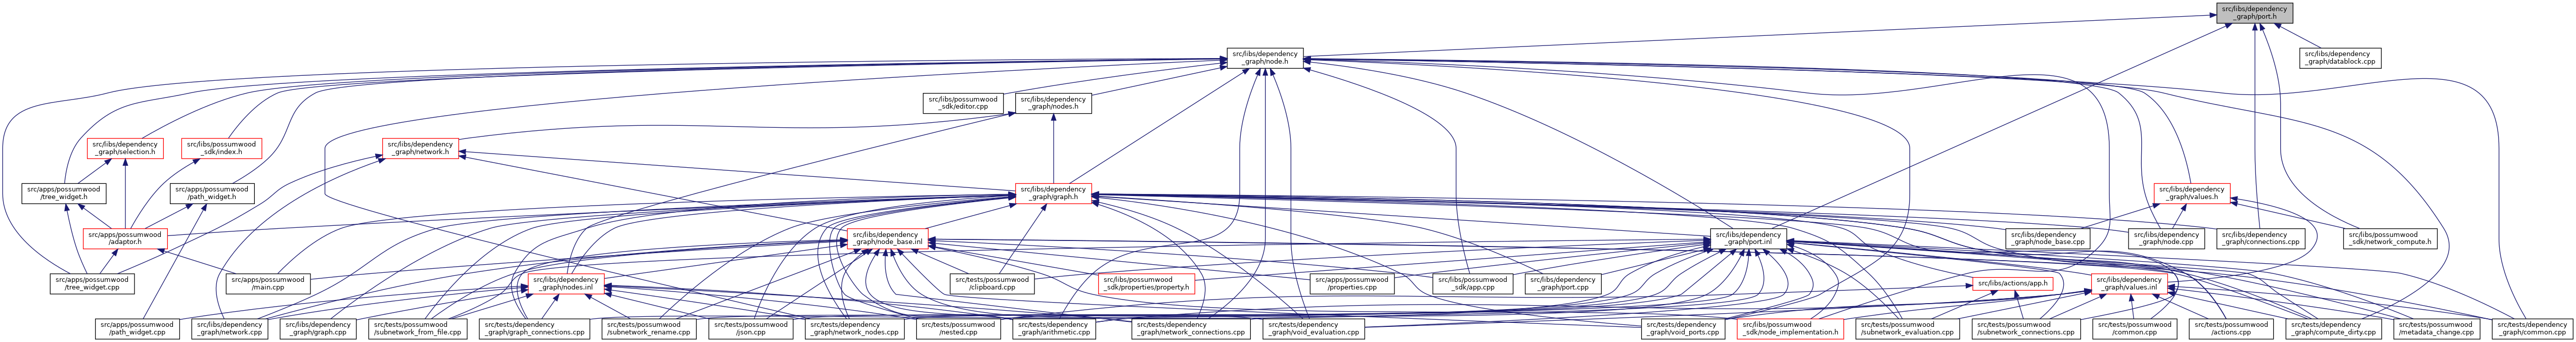 src/libs/dependency
_graph/port.h
src/libs/dependency
_graph/node.h
src/libs/dependency
_graph/datablock.cpp
src/libs/possumwood
_sdk/editor.cpp
src/libs/dependency
_graph/nodes.h
src/libs/dependency
_graph/selection.h
src/libs/possumwood
_sdk/index.h
src/libs/dependency
_graph/network.h
src/apps/possumwood
/tree_widget.h
src/apps/possumwood
/path_widget.h
src/libs/dependency
_graph/graph.h
src/libs/dependency
_graph/values.h
src/apps/possumwood
/adaptor.h
src/libs/dependency
_graph/node_base.inl
src/libs/dependency
_graph/port.inl
src/libs/dependency
_graph/node_base.cpp
src/libs/dependency
_graph/node.cpp
src/libs/dependency
_graph/connections.cpp
src/libs/possumwood
_sdk/network_compute.h
src/apps/possumwood
/tree_widget.cpp
src/apps/possumwood
/main.cpp
src/libs/dependency
_graph/nodes.inl
src/tests/possumwood
/clipboard.cpp
src/libs/possumwood
_sdk/properties/property.h
src/apps/possumwood
/properties.cpp
src/libs/possumwood
_sdk/app.cpp
src/libs/dependency
_graph/port.cpp
src/libs/actions/app.h
src/libs/dependency
_graph/values.inl
src/apps/possumwood
/path_widget.cpp
src/libs/dependency
_graph/network.cpp
src/libs/dependency
_graph/graph.cpp
src/tests/possumwood
/subnetwork_from_file.cpp
src/tests/dependency
_graph/graph_connections.cpp
src/tests/possumwood
/subnetwork_rename.cpp
src/tests/possumwood
/json.cpp
src/tests/dependency
_graph/network_nodes.cpp
src/tests/possumwood
/nested.cpp
src/tests/dependency
_graph/arithmetic.cpp
src/tests/dependency
_graph/network_connections.cpp
src/tests/dependency
_graph/void_evaluation.cpp
src/tests/dependency
_graph/void_ports.cpp
src/libs/possumwood
_sdk/node_implementation.h
src/tests/possumwood
/subnetwork_evaluation.cpp
src/tests/possumwood
/subnetwork_connections.cpp
src/tests/possumwood
/common.cpp
src/tests/possumwood
/actions.cpp
src/tests/dependency
_graph/compute_dirty.cpp
src/tests/possumwood
/metadata_change.cpp
src/tests/dependency
_graph/common.cpp